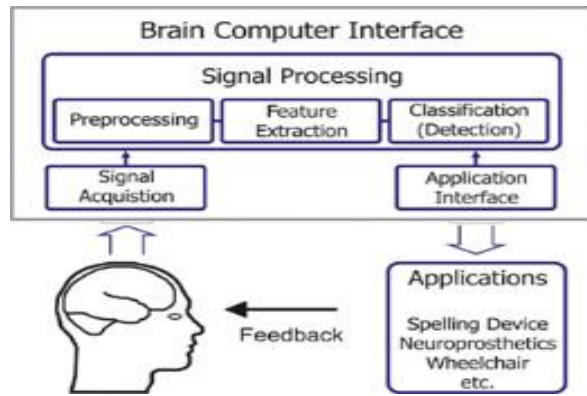 Brain Computer Interface
Signal Processing
Preprocessing
Feature
Extraction
Classification
(Detection)
Signal
Acquistion
Application
Interface
Feedback
Applications
Spelling Device
Neuroprosthetics
Wheelchair
etc.